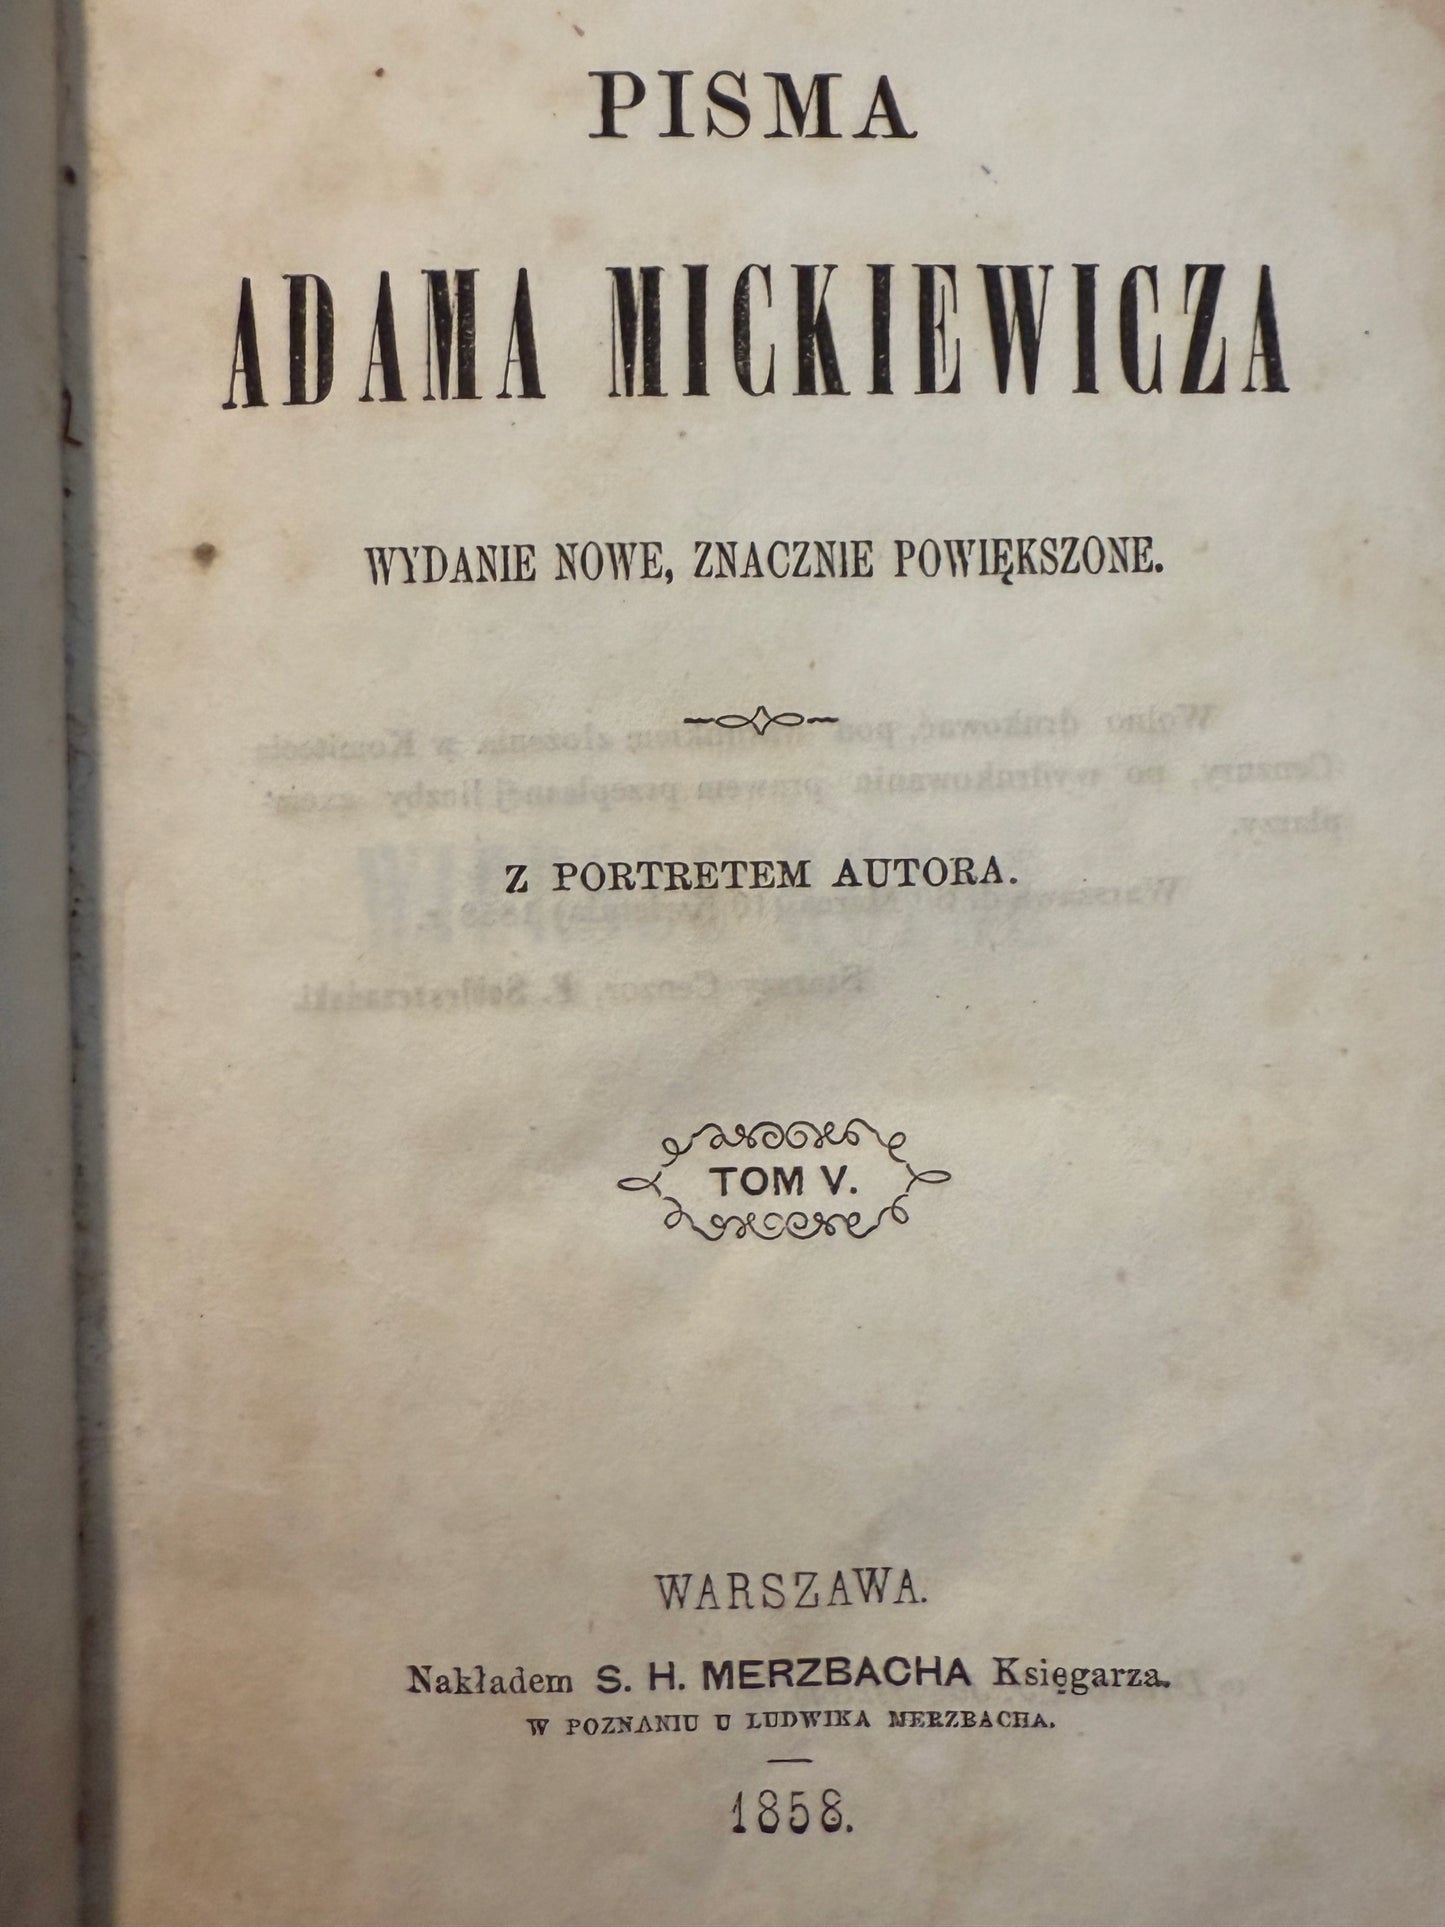 PISMA
ADAMA MICKIEWICZA
WYDANIE NOWE, ZNACZNIE POWIĘKSZONE.
Z PORTRETEM AUTORA.
TOM V.
WARSZAWA.
Nakładem S. H. MERZBACHA Księgarza.
W POZNANIU U LUDWIKA MERZBACHA.
1858.